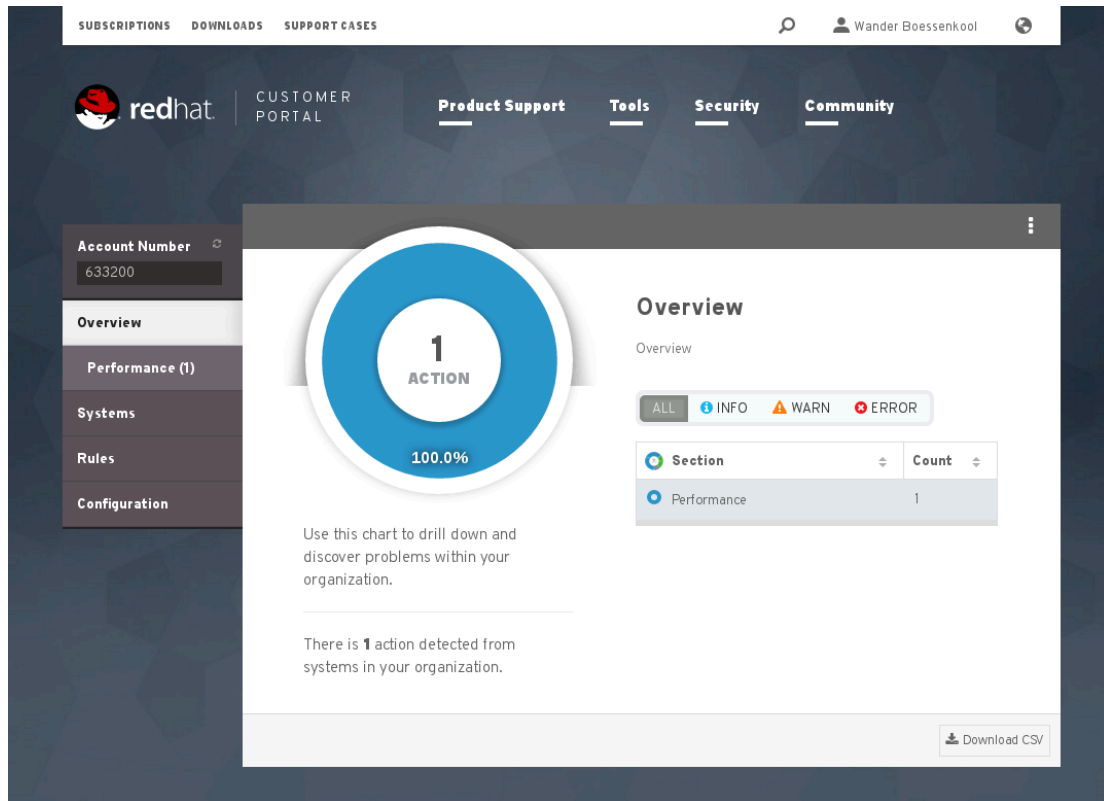 SUBSCRIPTIONS DOWNLOADS SUPPORT CASES Wander Boessenkool
redhat. CUSTOMER PORTAL
Product Support Tools Security Community
Account Number
633200
Overview
Performance (1)
Systems
Rules
Configuration
1
ACTION
100.0%
Use this chart to drill down and
discover problems within your
organization.
There is 1 action detected from
systems in your organization.
Overview
Overview
ALL INFO WARN ERROR
Section Count
Performance 1
Download CSV